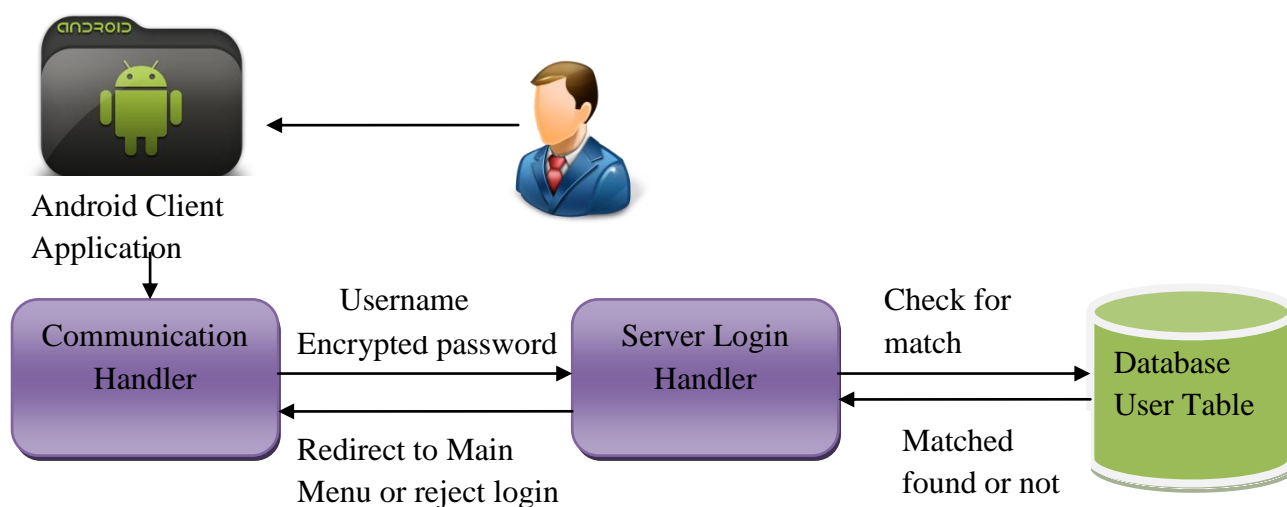 ANDROID
Android Client
Application
Communication
Handler
Username
Encrypted password
Redirect to Main
Menu or reject login
Server Login
Handler
Check for
match
Matched
found or not
Database
User Table